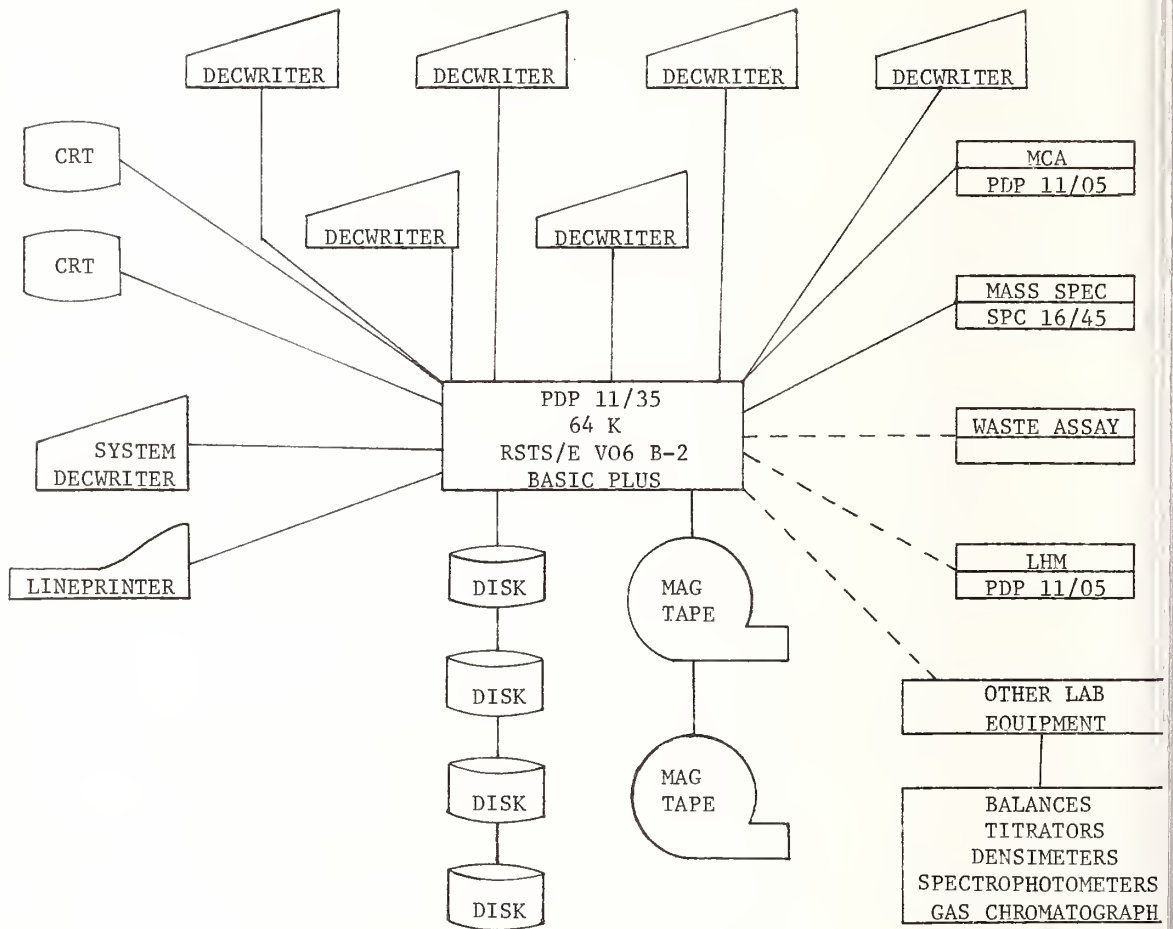 DECWRITER
DECWRITER
DECWRITER
DECWRITER
CRT
MCA
PDP 11/05
DECWRITER
DECWRITER
CRT
MASS SPEC
SPC 16/45
PDP 11/35
64 K
RSTS/E VO6 B-2
BASIC PLUS
SYSTEM
DECWRITER
WASTE ASSAY
LINEPRINTER
DISK
MAG
TAPE
LHM
PDP 11/05
DISK
OTHER LAB
EQUIPMENT
DISK
MAG
TAPE
DISK
BALANCES
TITRATORS
DENSIMETERS
SPECTROPHOTOMETERS
GAS CHROMATOGRAPH